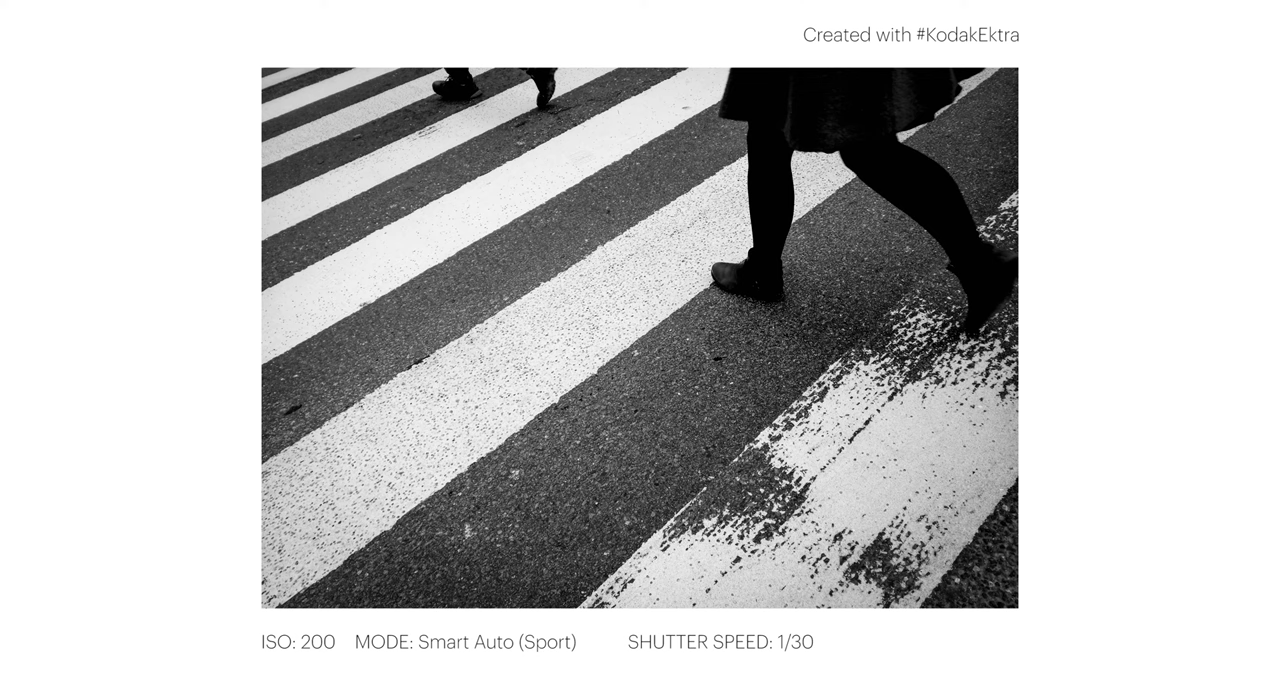 Created with #KodakEktra
ISO: 200 MODE: Smart Auto (Sport) SHUTTER SPEED: 1/30